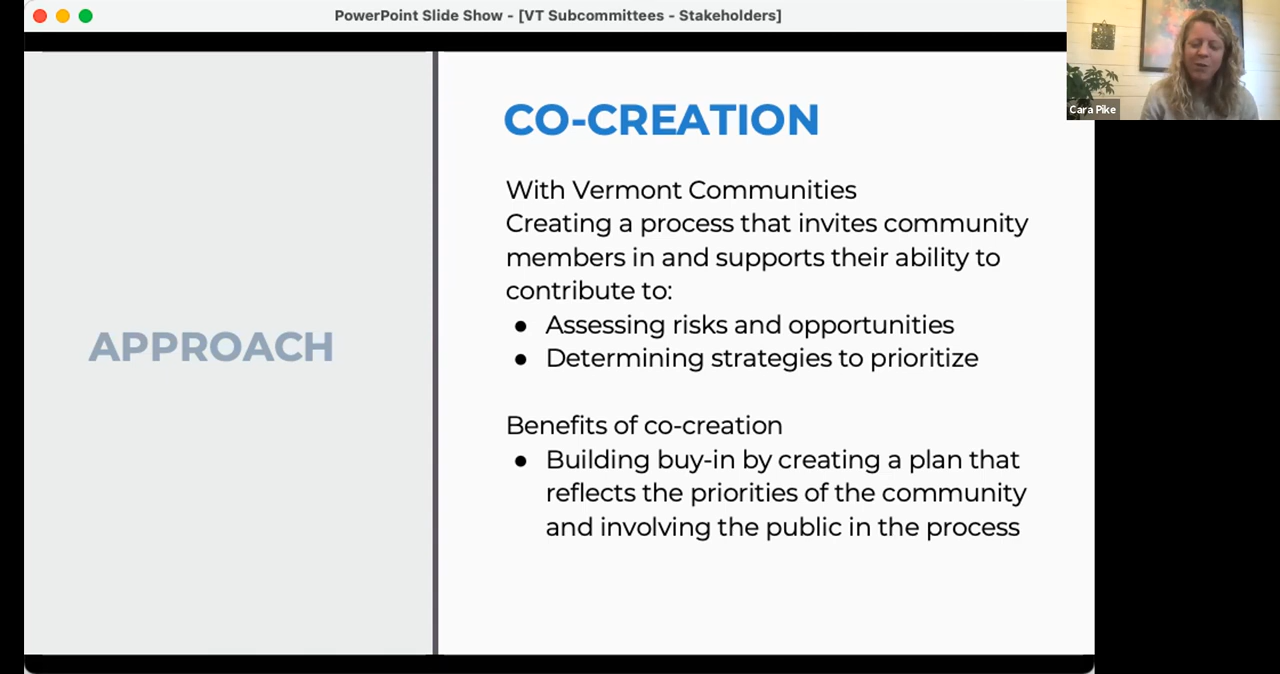 PowerPoint Slide Show - [VT Subcommittees - Stakeholders]
Cara Pike
CO-CREATION
With Vermont Communities
Creating a process that invites community
members in and supports their ability to
contribute to:
● Assessing risks and opportunities
● Determining strategies to prioritize
APPROACH
Benefits of co-creation
● Building buy-in by creating a plan that
reflects the priorities of the community
and involving the public in the process